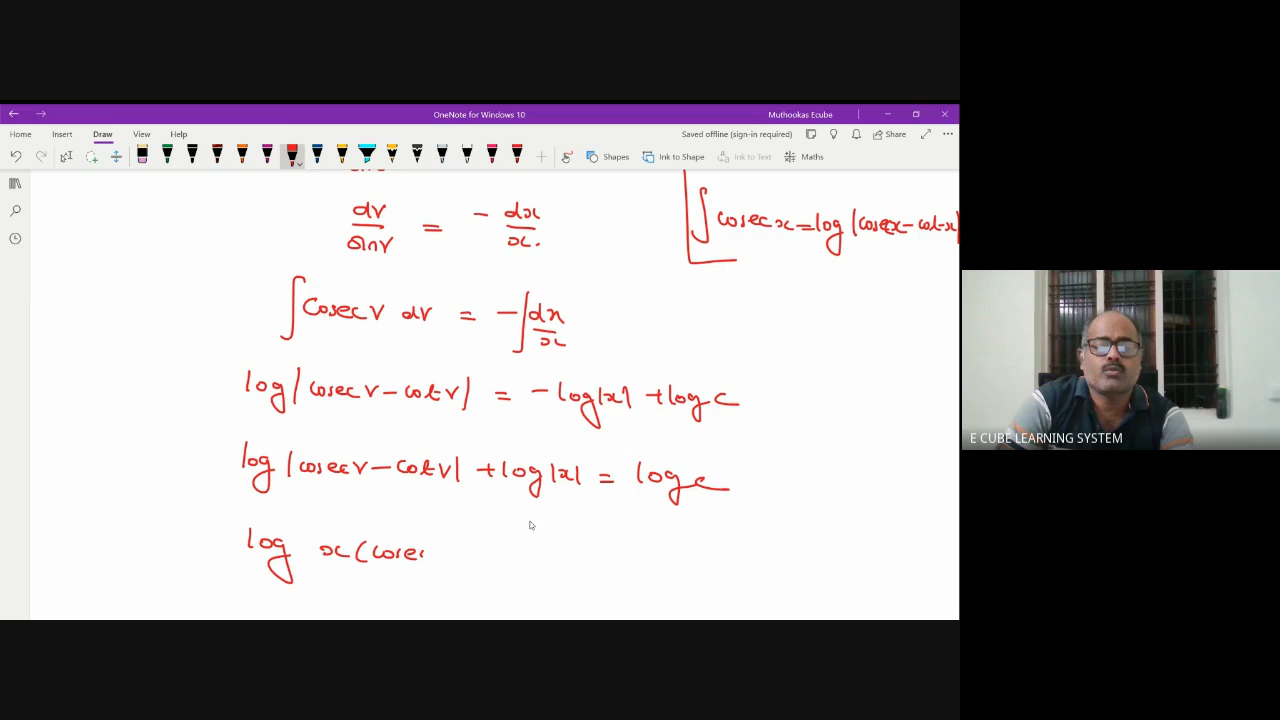 OneNote for Windows 10
Muthookas Ecube
Home Insert Draw View Help
Saved offline (sign-in required) Share
Shapes Ink to Shape Ink to Text Maths
dv/sinv = - dx/x.
∫ cosec x = log |cosec x - cot x|
∫ cosec v dv = - ∫ dx/x
log |cosec v - cot v| = - log |x| + log c
log |cosec v - cot v| + log |x| = log c
log x (cosec
E CUBE LEARNING SYSTEM